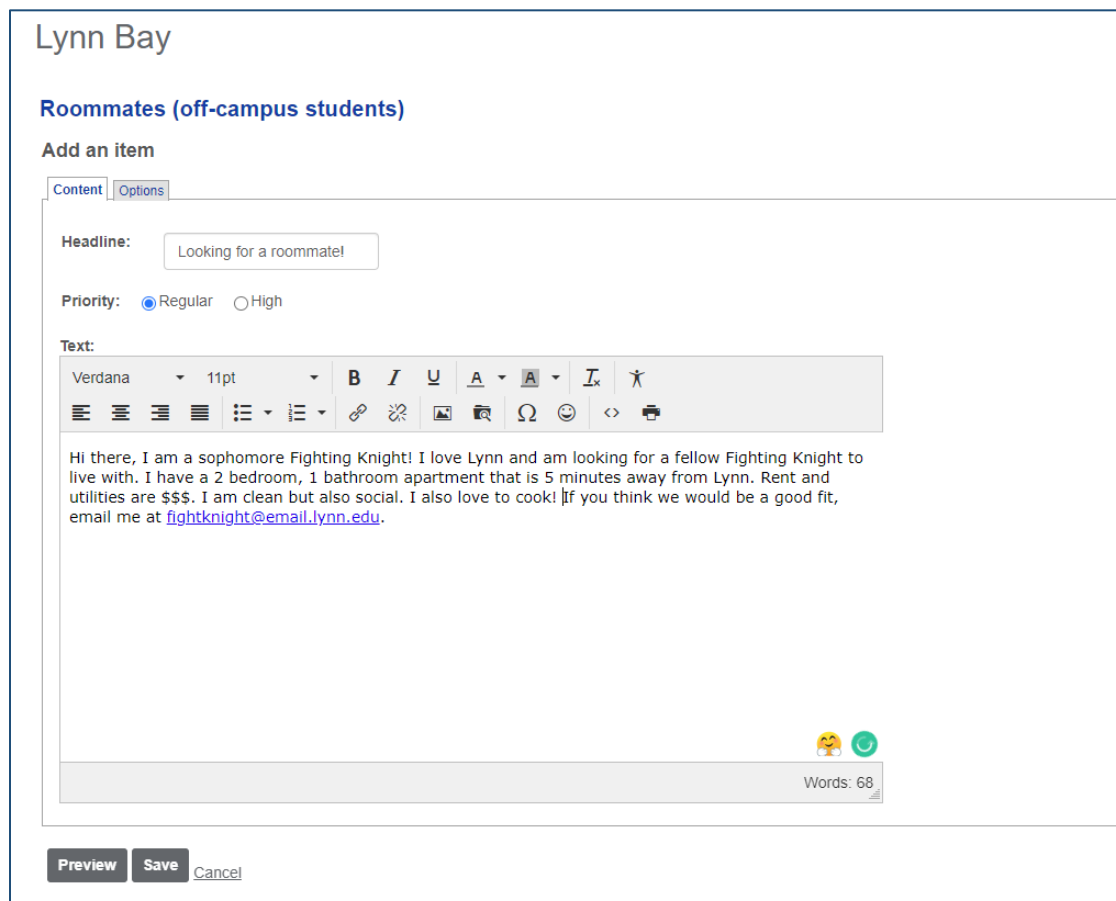 Lynn Bay
Roommates (off-campus students)
Add an item
Content Options
Headline: Looking for a roommate!
Priority: Regular High
Text:
Verdana 11pt B I U A A Tx
Ω <>
Hi there, I am a sophomore Fighting Knight! I love Lynn and am looking for a fellow Fighting Knight to
live with. I have a 2 bedroom, 1 bathroom apartment that is 5 minutes away from Lynn. Rent and
utilities are $$$. I am clean but also social. I also love to cook! If you think we would be a good fit,
email me at fightknight@email.lynn.edu.
Words: 68
Preview Save Cancel